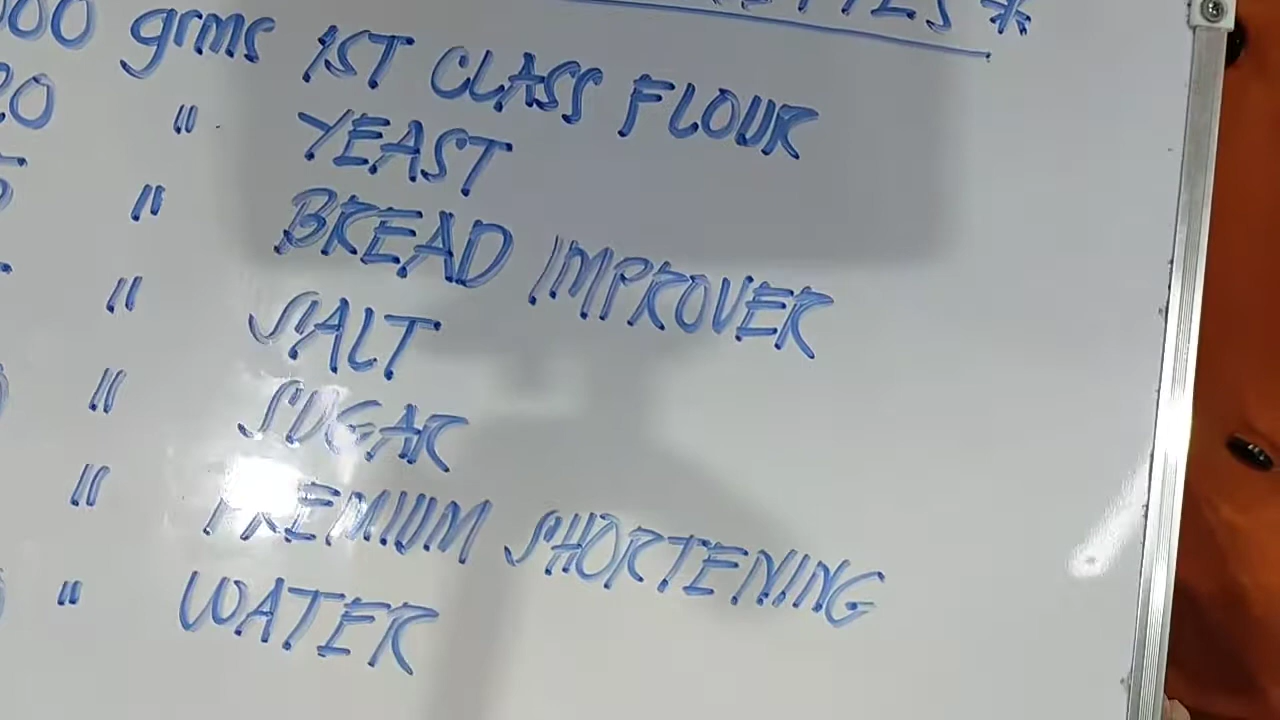 grms 1ST CLASS FLOUR
20 " YEAST
" BREAD IMPROVER
" SALT
" SUGAR
" PREMIUM SHORTENING
" WATER